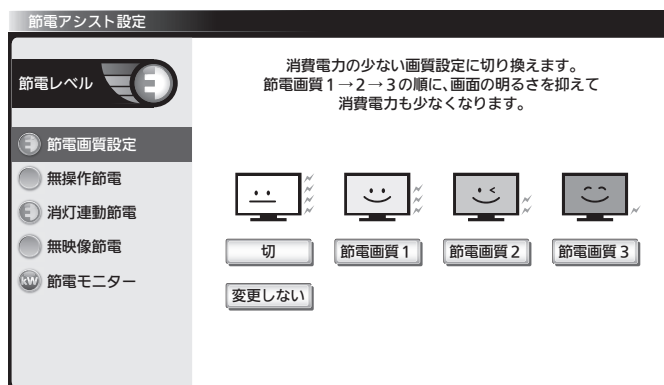 節電アシスト設定
節電レベル
E
消費電力の少ない画質設定に切り換えます。
節電画質1→2→3の順に、画面の明るさを抑えて
消費電力も少なくなります。
E 節電画質設定
無操作節電
E 消灯連動節電
無映像節電
kW 節電モニター
切
節電画質1
節電画質2
節電画質3
変更しない